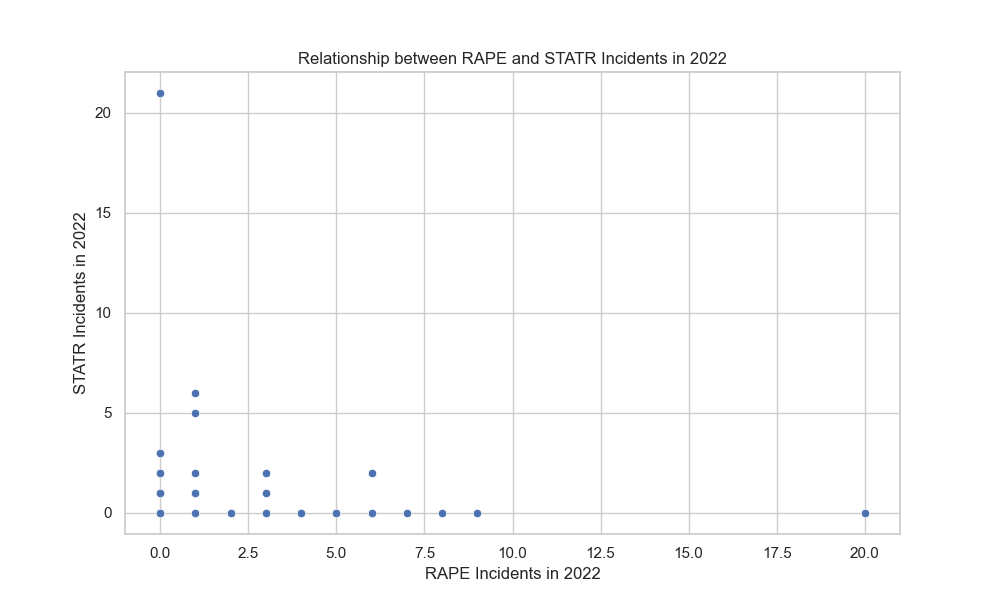 Relationship between RAPE and STATR Incidents in 2022
STATR Incidents in 2022
20
15
10
5
0
0.0 2.5 5.0 7.5 10.0 12.5 15.0 17.5 20.0
RAPE Incidents in 2022